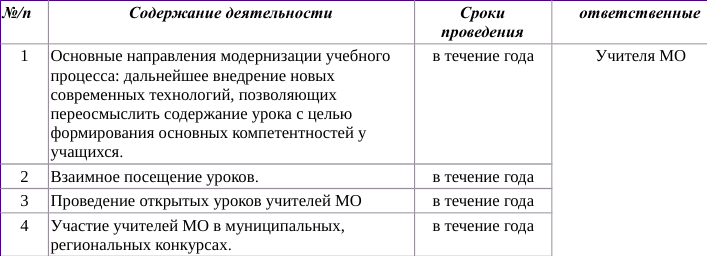 №/п Содержание деятельности Сроки проведения ответственные
1 Основные направления модернизации учебного в течение года Учителя МО
процесса: дальнейшее внедрение новых
современных технологий, позволяющих
переосмыслить содержание урока с целью
формирования основных компетентностей у
учащихся.
2 Взаимное посещение уроков. в течение года
3 Проведение открытых уроков учителей МО в течение года
4 Участие учителей МО в муниципальных, в течение года
региональных конкурсах.